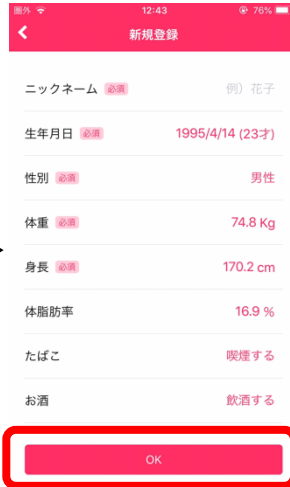 圏外 12:43 76%
新規登録
ニックネーム 必須 例）花子
生年月日 必須 1995/4/14 (23才)
性別 必須 男性
体重 必須 74.8 Kg
身長 必須 170.2 cm
体脂肪率 16.9 %
たばこ 喫煙する
お酒 飲酒する
OK